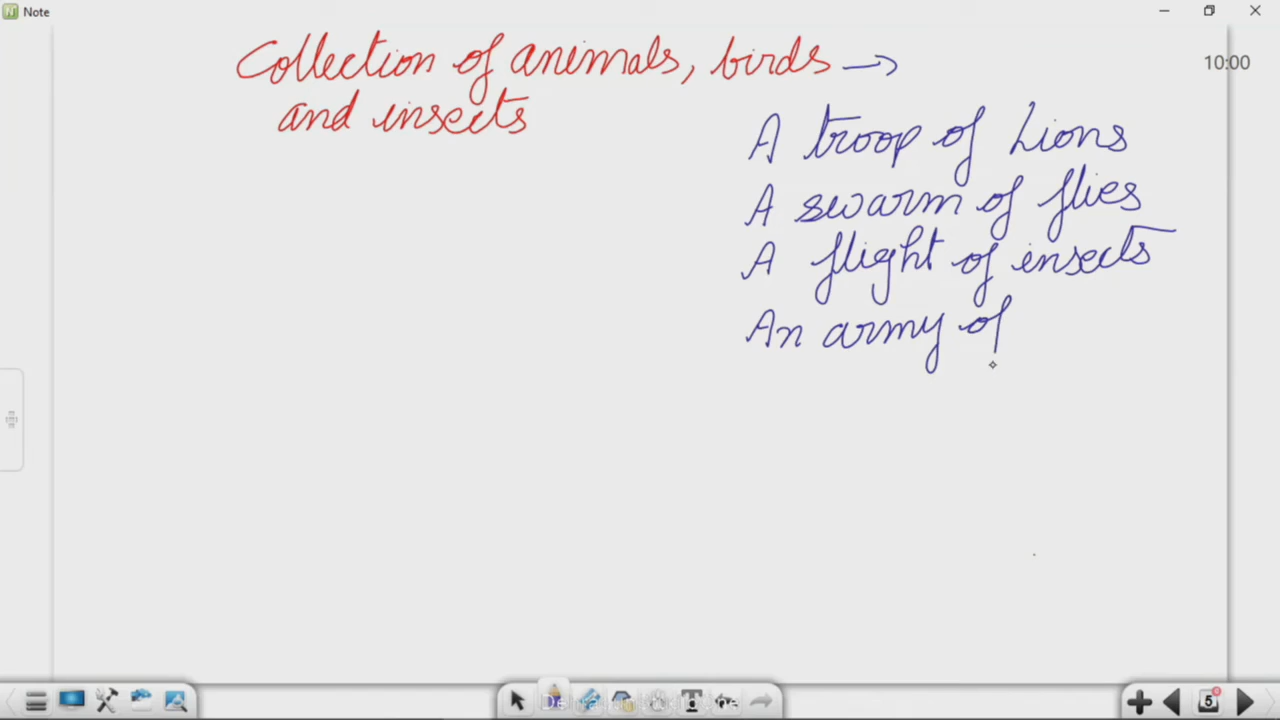 Note
10:00
Collection of animals, birds →
and insects
A troop of Lions
A swarm of flies
A flight of insects
An army of
5